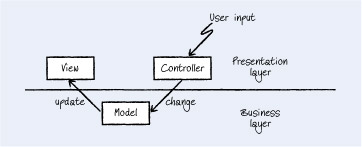 User input
View
Controller
Presentation
layer
update
Model
change
Business
layer